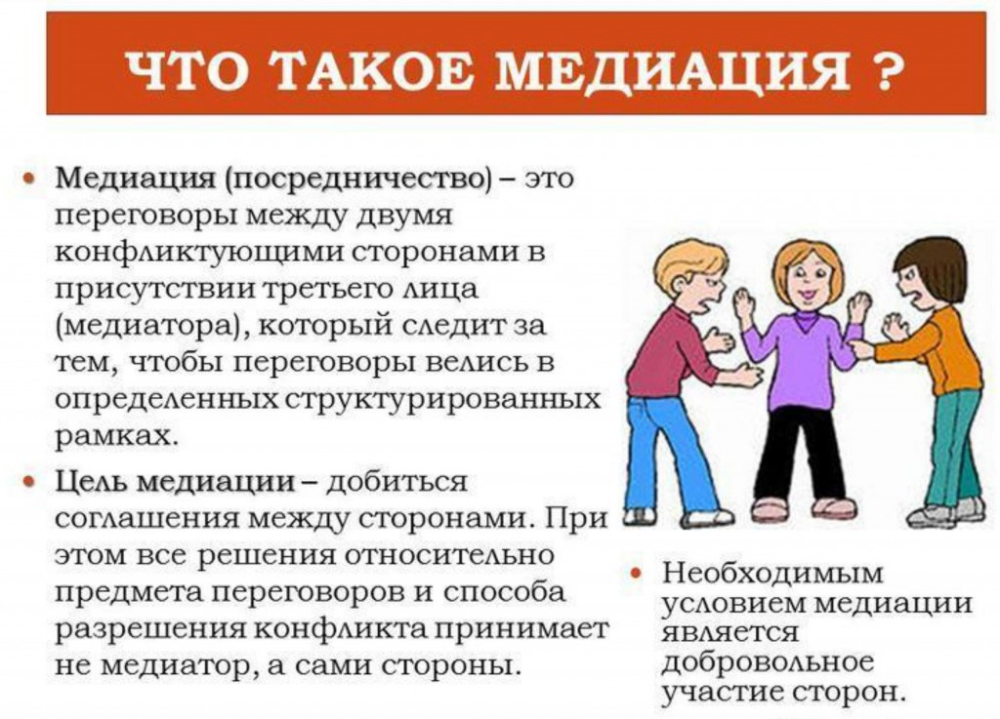 ЧТО ТАКОЕ МЕДИАЦИЯ ?
• Медиация (посредничество) – это
переговоры между двумя
конфликтующими сторонами в
присутствии третьего лица
(медиатора), который следит за
тем, чтобы переговоры велись в
определенных структурированных
рамках.
• Цель медиации – добиться
соглашения между сторонами. При
этом все решения относительно
предмета переговоров и способа
разрешения конфликта принимает
не медиатор, а сами стороны.
• Необходимым
условием медиации
является
добровольное
участие сторон.